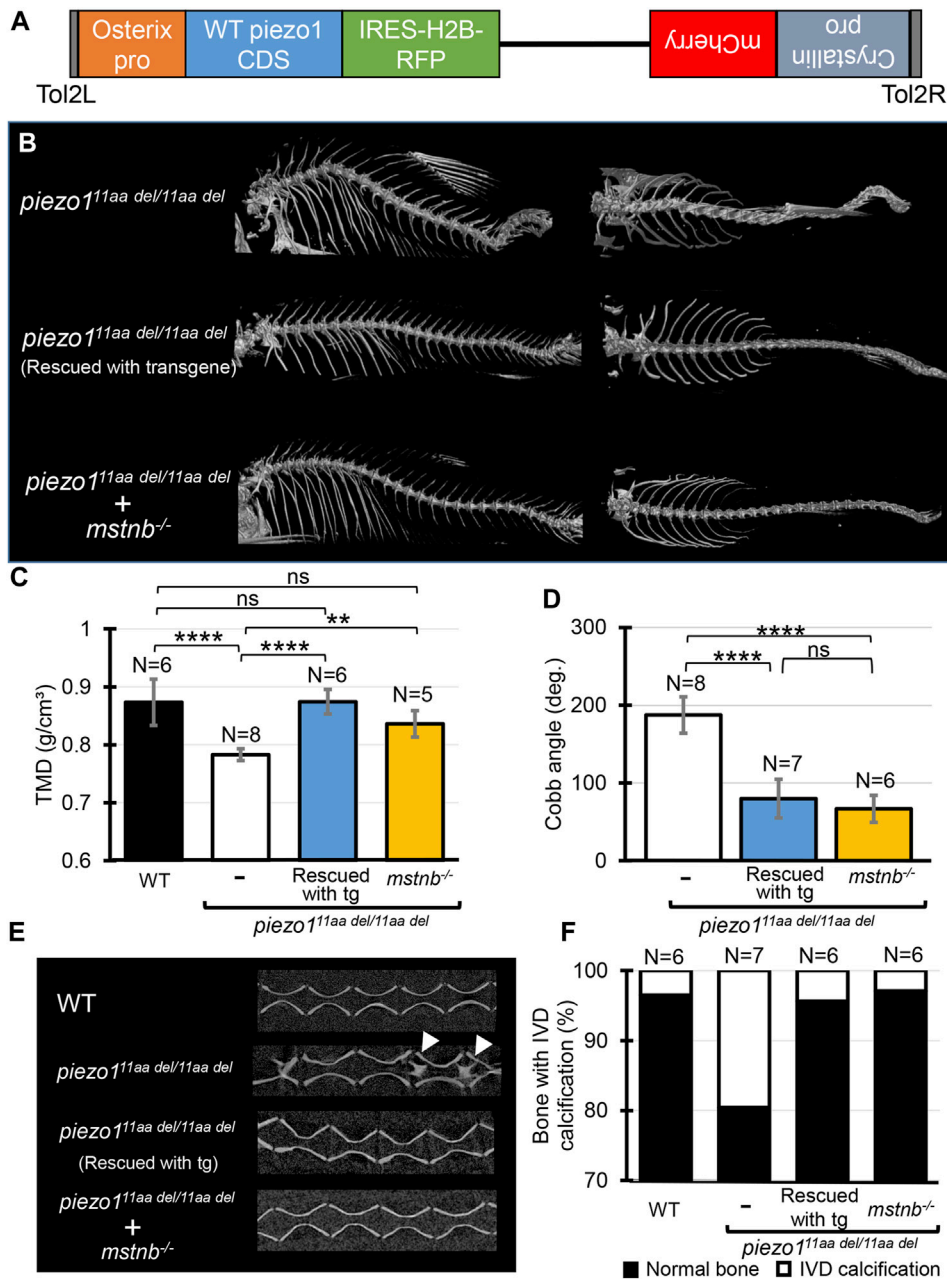 A
Osterix pro
WT piezo1 CDS
IRES-H2B-RFP
mCherry
Crystallin pro
Tol2L
Tol2R
B
piezo1 11aa del/11aa del
piezo1 11aa del/11aa del
(Rescued with transgene)
piezo1 11aa del/11aa del
+
mstnb-/-
C
ns
ns
**
****
****
TMD (g/cm³)
1
0.9
0.8
0.7
0.6
N=6
N=8
N=6
N=5
WT
–
Rescued with tg
mstnb-/-
piezo1 11aa del/11aa del
D
****
****
ns
Cobb angle (deg.)
300
200
100
0
N=8
N=7
N=6
–
Rescued with tg
mstnb-/-
piezo1 11aa del/11aa del
E
WT
piezo1 11aa del/11aa del
piezo1 11aa del/11aa del
(Rescued with tg)
piezo1 11aa del/11aa del
+
mstnb-/-
F
N=6
N=7
N=6
N=6
Bone with IVD calcification (%)
100
90
80
70
WT
–
Rescued with tg
mstnb-/-
piezo1 11aa del/11aa del
Normal bone
IVD calcification